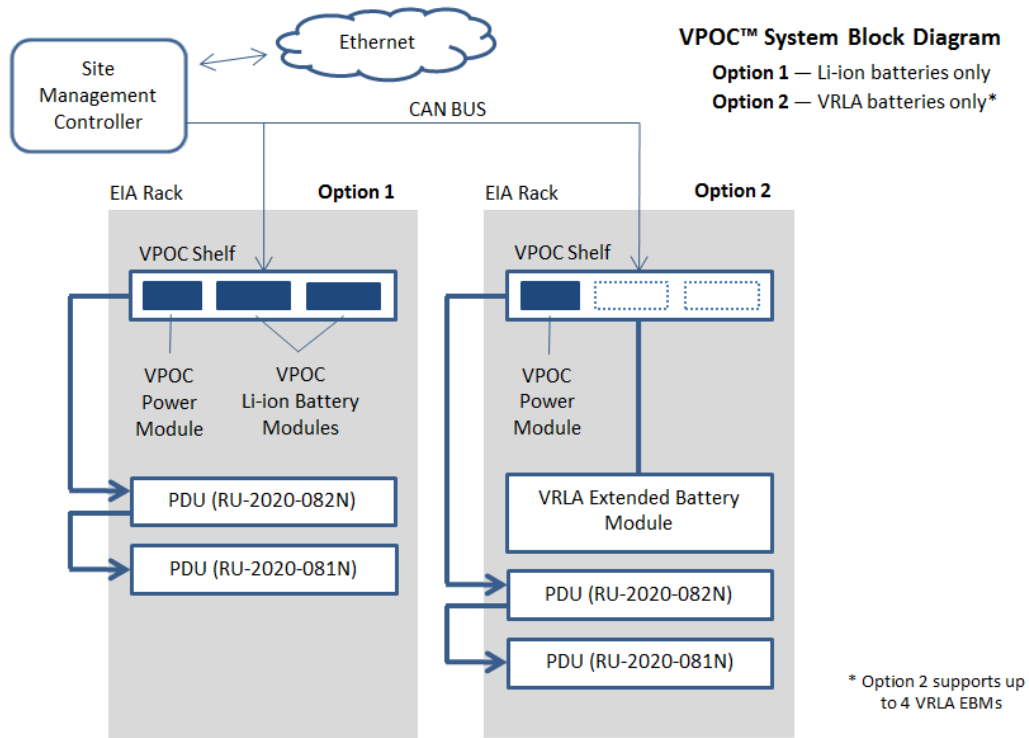 Ethernet
VPOC™ System Block Diagram
Option 1 — Li-ion batteries only
Option 2 — VRLA batteries only*
Site
Management
Controller
CAN BUS
EIA Rack
Option 1
VPOC Shelf
VPOC
Power
Module
VPOC
Li-ion Battery
Modules
PDU (RU-2020-082N)
PDU (RU-2020-081N)
EIA Rack
Option 2
VPOC Shelf
VPOC
Power
Module
VRLA Extended Battery
Module
PDU (RU-2020-082N)
PDU (RU-2020-081N)
* Option 2 supports up
to 4 VRLA EBMs